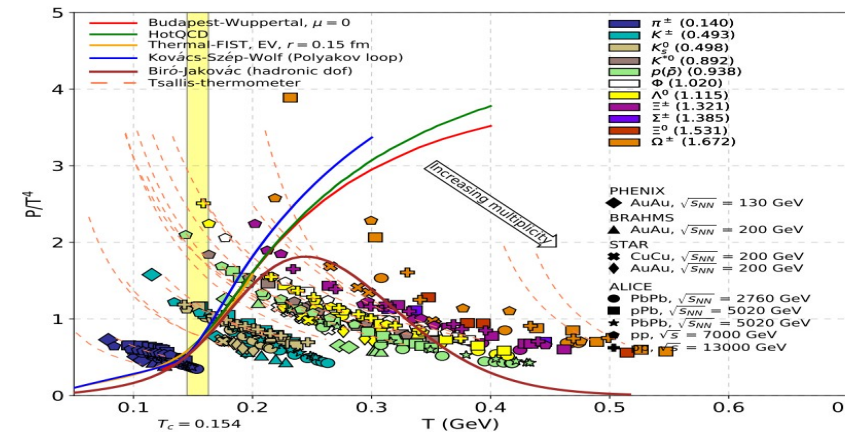 5
4
3
2
1
0
P/T⁴
Budapest-Wuppertal, μ = 0
HotQCD
Thermal-FIST, EV, r = 0.15 fm
Kovács-Szép-Wolf (Polyakov loop)
Biró-Jakovác (hadronic dof)
Tsallis-thermometer
π± (0.140)
K± (0.493)
K⁰ₛ (0.498)
K*⁰ (0.892)
p(p̄) (0.938)
Φ (1.020)
Λ⁰ (1.115)
Ξ± (1.321)
Σ± (1.385)
Ξ⁰ (1.531)
Ω± (1.672)
Increasing multiplicity
PHENIX
AuAu, √sNN = 130 GeV
BRAHMS
AuAu, √sNN = 200 GeV
STAR
CuCu, √sNN = 200 GeV
AuAu, √sNN = 200 GeV
ALICE
PbPb, √sNN = 2760 GeV
pPb, √sNN = 5020 GeV
PbPb, √sNN = 5020 GeV
pp, √s = 7000 GeV
pp, √s = 13000 GeV
0.1 0.2 0.3 0.4 0.5 0.6
Tc = 0.154
T (GeV)